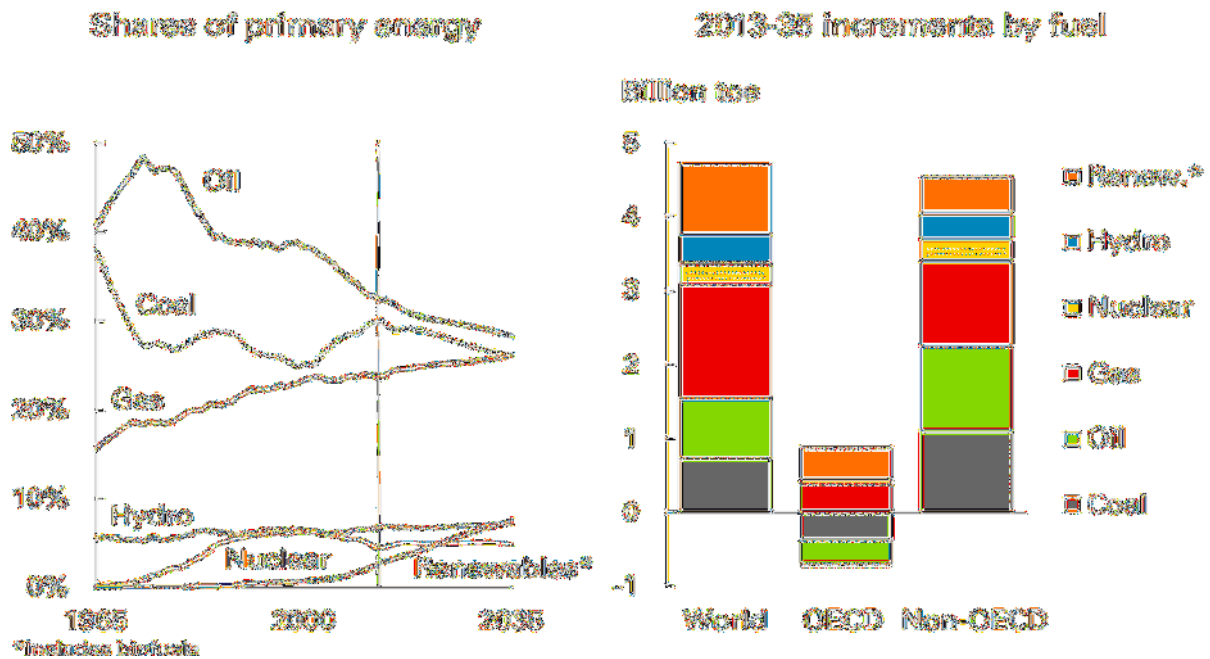 Shares of primary energy
50%
40%
30%
20%
10%
0%
Oil
Coal
Gas
Hydro
Nuclear
Renewables*
1965
2000
2035
*Includes biofuels
2013-35 increments by fuel
Billion toe
5
4
3
2
1
0
-1
World
OECD
Non-OECD
Renew.*
Hydro
Nuclear
Gas
Oil
Coal